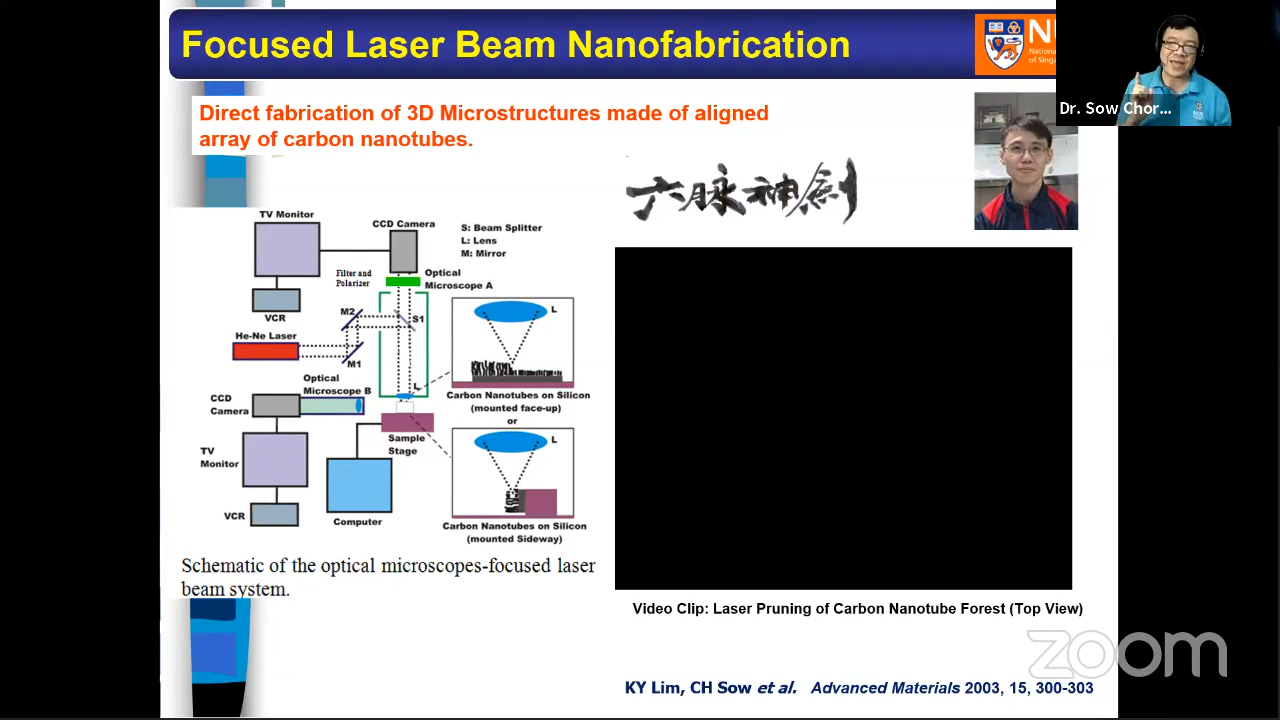 Focused Laser Beam Nanofabrication
National
of Sing
Dr. Sow Chor...
Direct fabrication of 3D Microstructures made of aligned
array of carbon nanotubes.
六脉神剑
TV Monitor
CCD Camera
S: Beam Splitter
L: Lens
M: Mirror
Filter and
Polarizer
Optical
Microscope A
VCR
M2
S1
L
He-Ne Laser
M1
Optical
Microscope B
L
Carbon Nanotubes on Silicon
(mounted face-up)
or
CCD
Camera
Sample
Stage
L
TV
Monitor
VCR
Computer
Carbon Nanotubes on Silicon
(mounted Sideway)
Schematic of the optical microscopes-focused laser
beam system.
Video Clip: Laser Pruning of Carbon Nanotube Forest (Top View)
zoom
KY Lim, CH Sow et al. Advanced Materials 2003, 15, 300-303